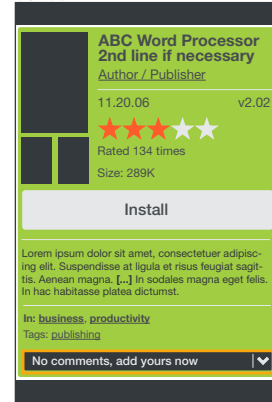 ABC Word Processor
2nd line if necessary
Author / Publisher
11.20.06 v2.02
Rated 134 times
Size: 289K
Install
Lorem ipsum dolor sit amet, consectetuer adipisc-
ing elit. Suspendisse at ligula et risus feugiat sagit-
tis. Aenean magna. [...] In sodales magna eget felis.
In hac habitasse platea dictumst.
In: business, productivity
Tags: publishing
No comments, add yours now